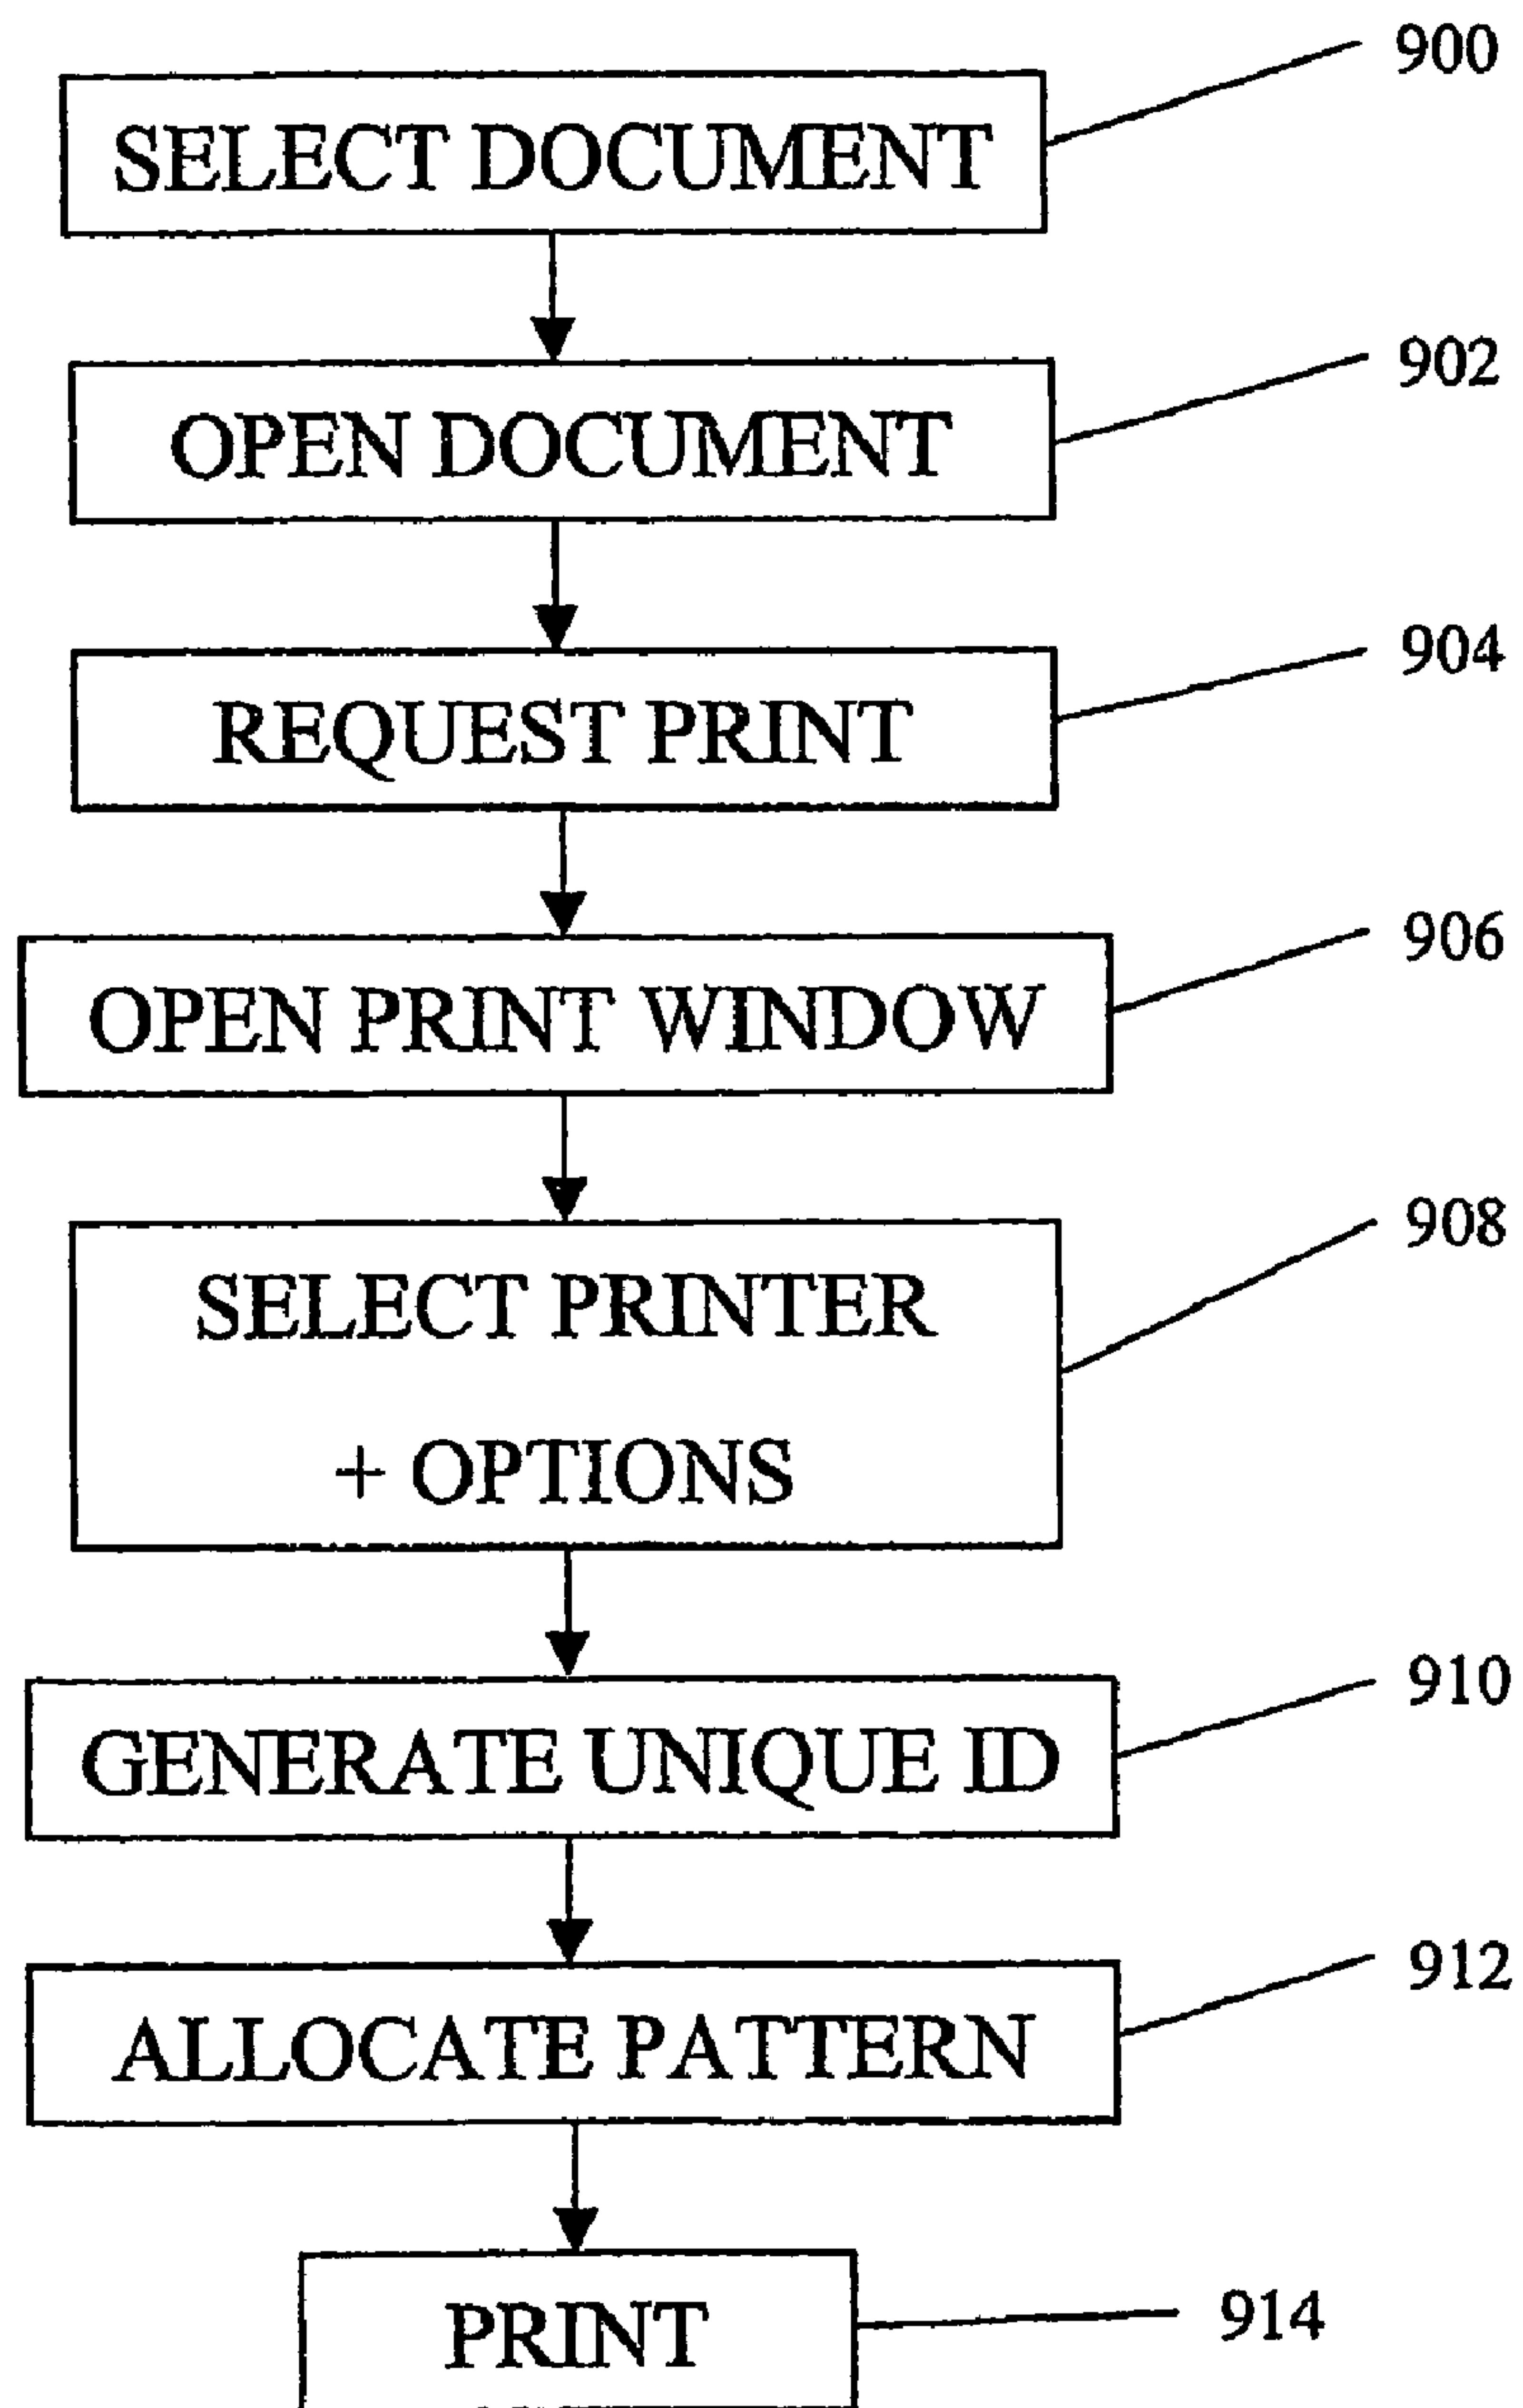 900
SELECT DOCUMENT
902
OPEN DOCUMENT
904
REQUEST PRINT
906
OPEN PRINT WINDOW
908
SELECT PRINTER
+ OPTIONS
910
GENERATE UNIQUE ID
912
ALLOCATE PATTERN
914
PRINT